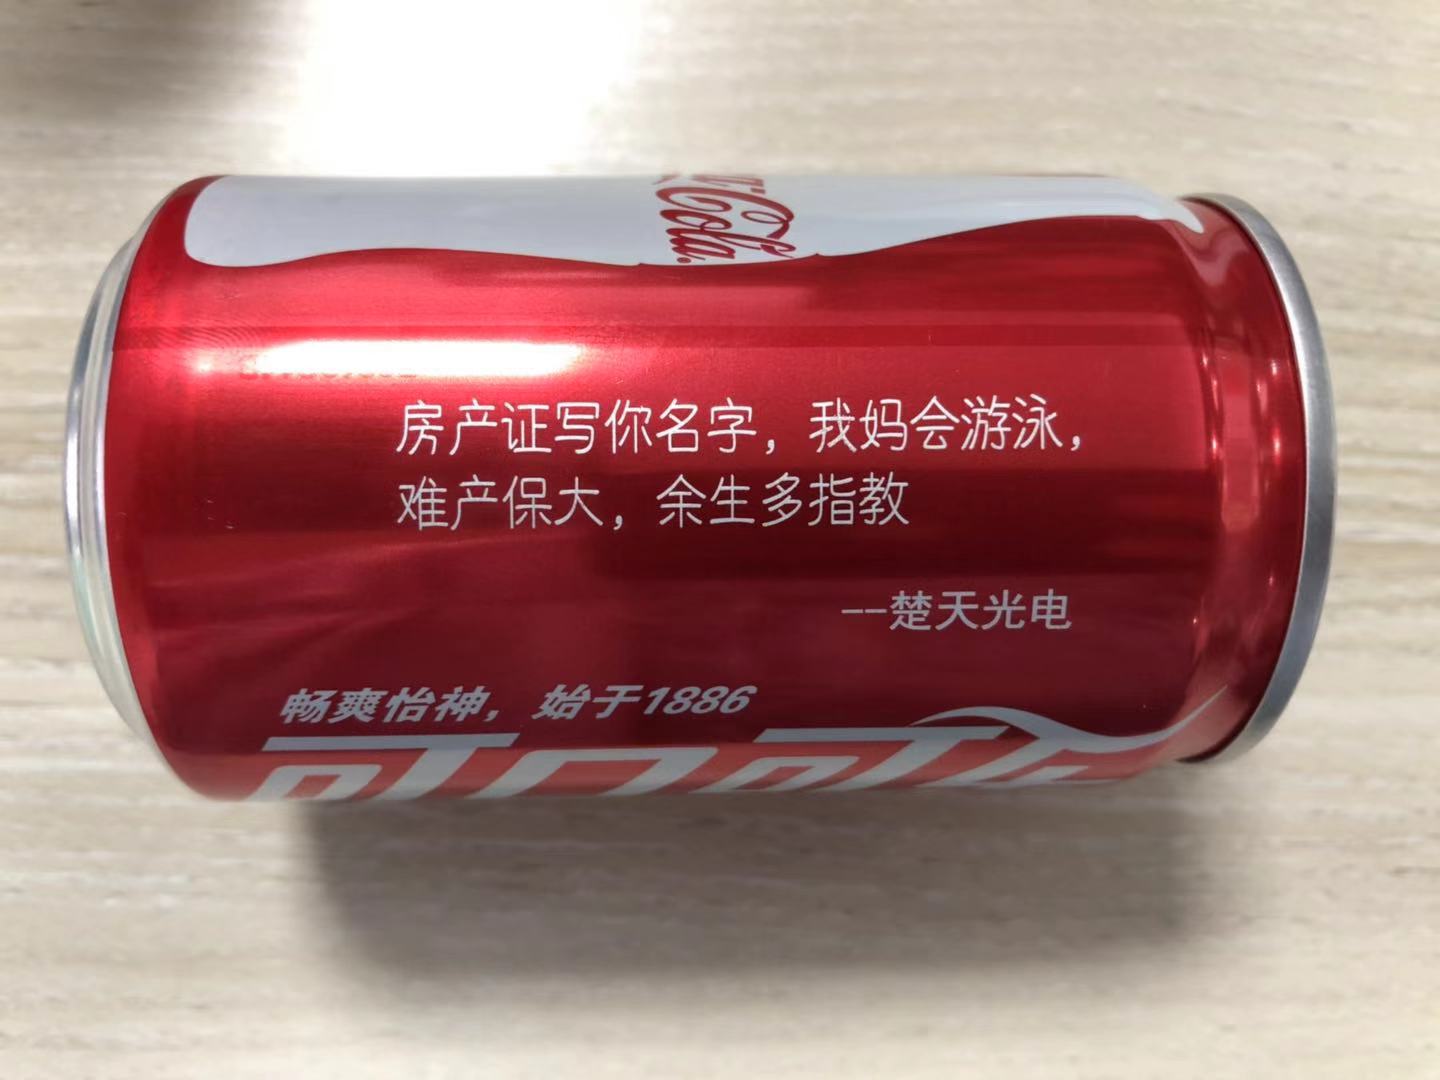 Cola
房产证写你名字，我妈会游泳，
难产保大，余生多指教
--楚天光电
畅爽怡神，始于1886
可口可乐